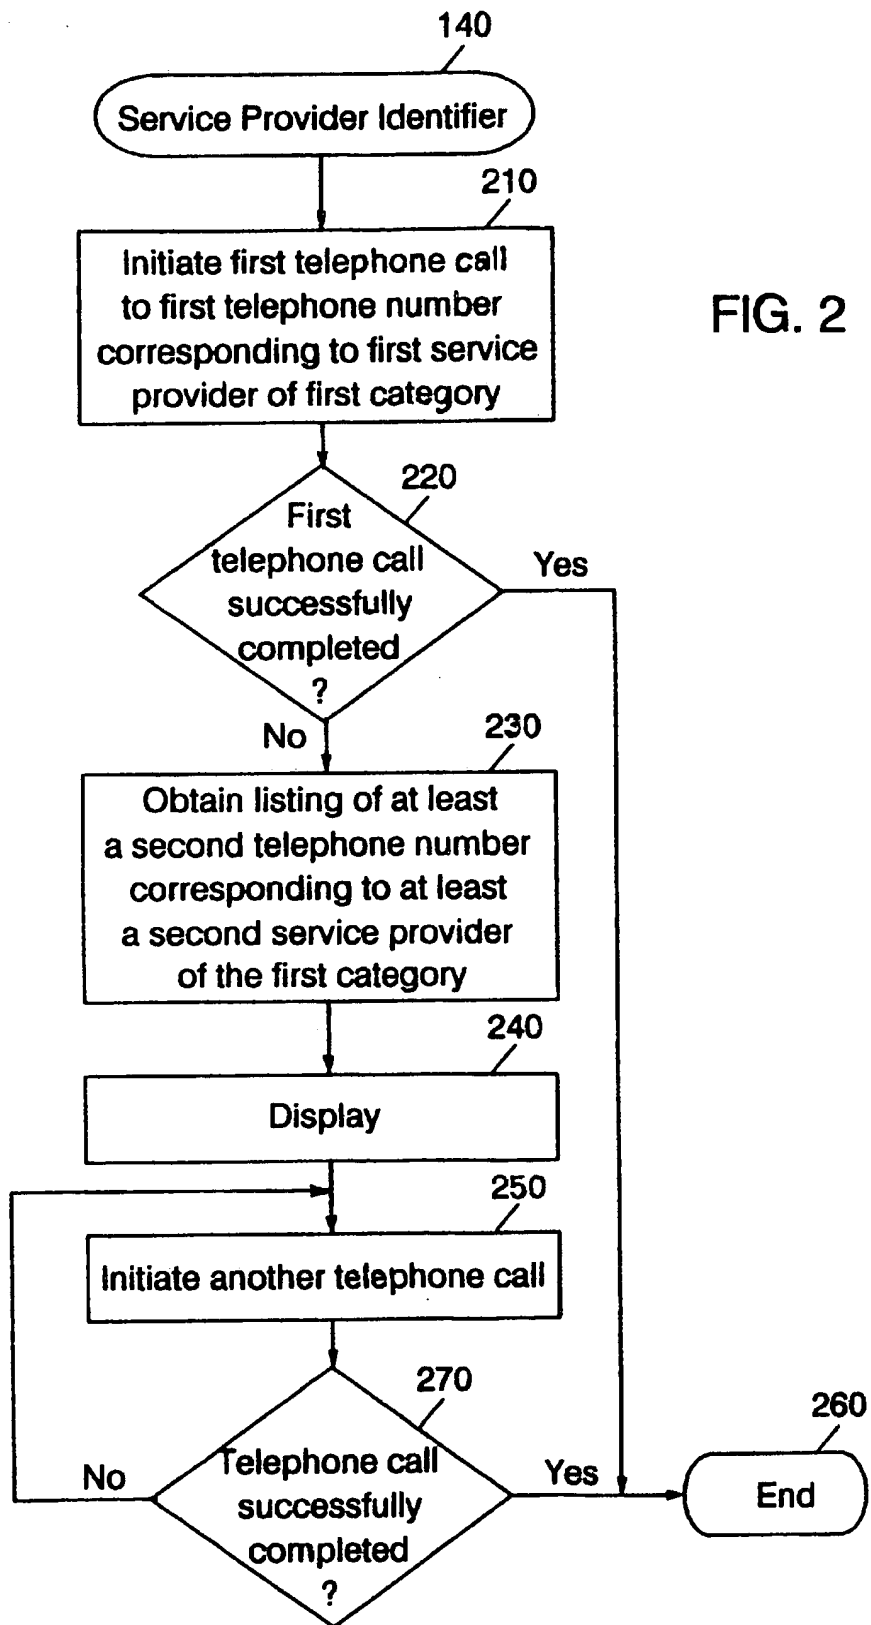 140
Service Provider Identifier
210
Initiate first telephone call
to first telephone number
corresponding to first service
provider of first category
FIG. 2
220
First
telephone call
successfully
completed
?
Yes
No
230
Obtain listing of at least
a second telephone number
corresponding to at least
a second service provider
of the first category
240
Display
250
Initiate another telephone call
270
Telephone call
successfully
completed
?
No
Yes
260
End